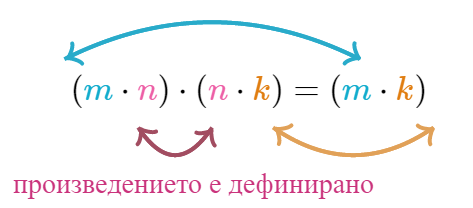 (m · n) · (n · k) = (m · k)
произведението е дефинирано